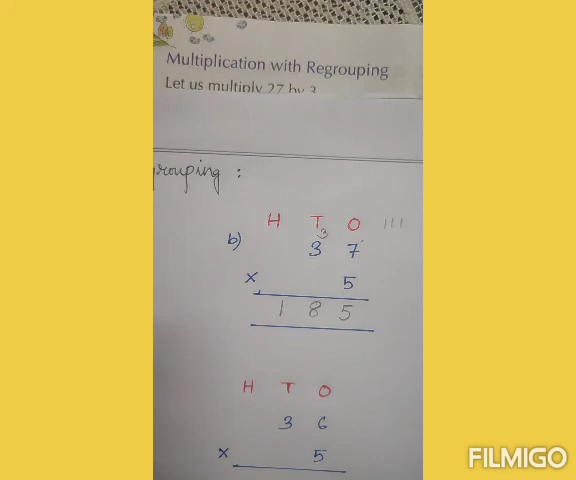 Multiplication with Regrouping
Let us multiply 27 by 3
grouping :
H T O
3
b) 3 7
x 5
1 8 5
H T O
3 6
x 5
FILMIGO